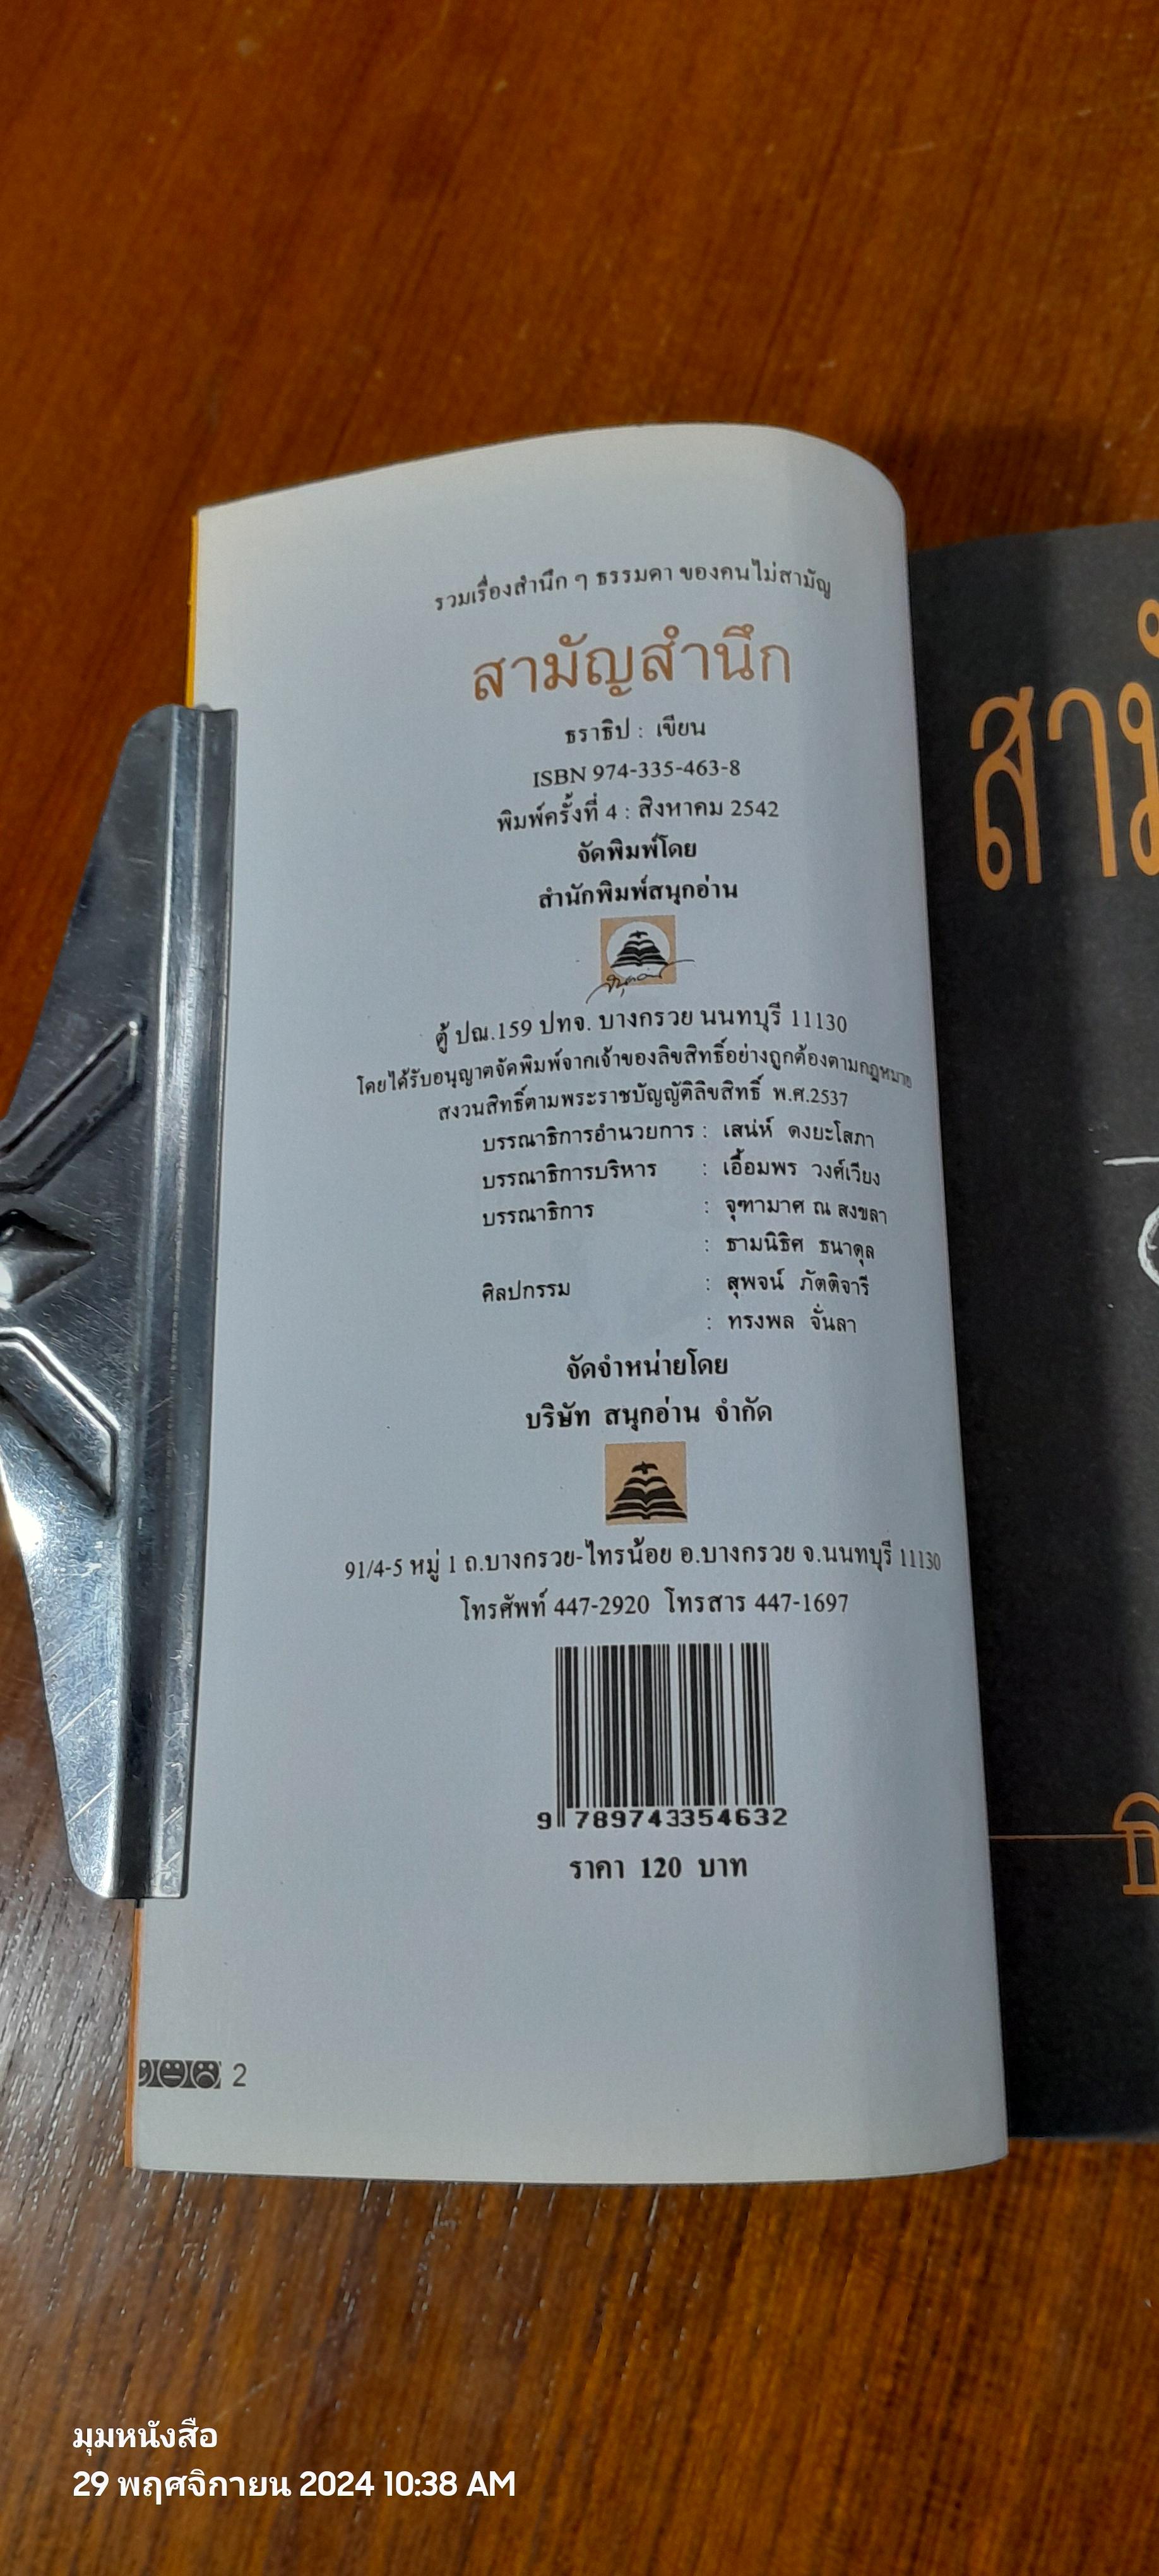 รวมเรื่องสำนึก ๆ ธรรมดา ของคนไม่สามัญ
สามัญสำนึก
ธราธิป : เขียน
ISBN 974-335-463-8
พิมพ์ครั้งที่ 4 : สิงหาคม 2542
จัดพิมพ์โดย
สำนักพิมพ์สนุกอ่าน
สนุกอ่าน
ตู้ ปณ.159 ปทจ. บางกรวย นนทบุรี 11130
โดยได้รับอนุญาตจัดพิมพ์จากเจ้าของลิขสิทธิ์อย่างถูกต้องตามกฎหมาย
สงวนสิทธิ์ตามพระราชบัญญัติลิขสิทธิ์ พ.ศ.2537
บรรณาธิการอำนวยการ : เสน่ห์ ดงยะโสภา
บรรณาธิการบริหาร : เอื้อมพร วงศ์เวียง
บรรณาธิการ : จุฑามาศ ณ สงขลา
: ธามนิธิศ ธนาดุล
ศิลปกรรม : สุพจน์ ภัตติจารี
: ทรงพล จั่นลา
จัดจำหน่ายโดย
บริษัท สนุกอ่าน จำกัด
91/4-5 หมู่ 1 ถ.บางกรวย-ไทรน้อย อ.บางกรวย จ.นนทบุรี 11130
โทรศัพท์ 447-2920 โทรสาร 447-1697
9 789743354632
ราคา 120 บาท
2
มุมหนังสือ
29 พฤศจิกายน 2024 10:38 AM